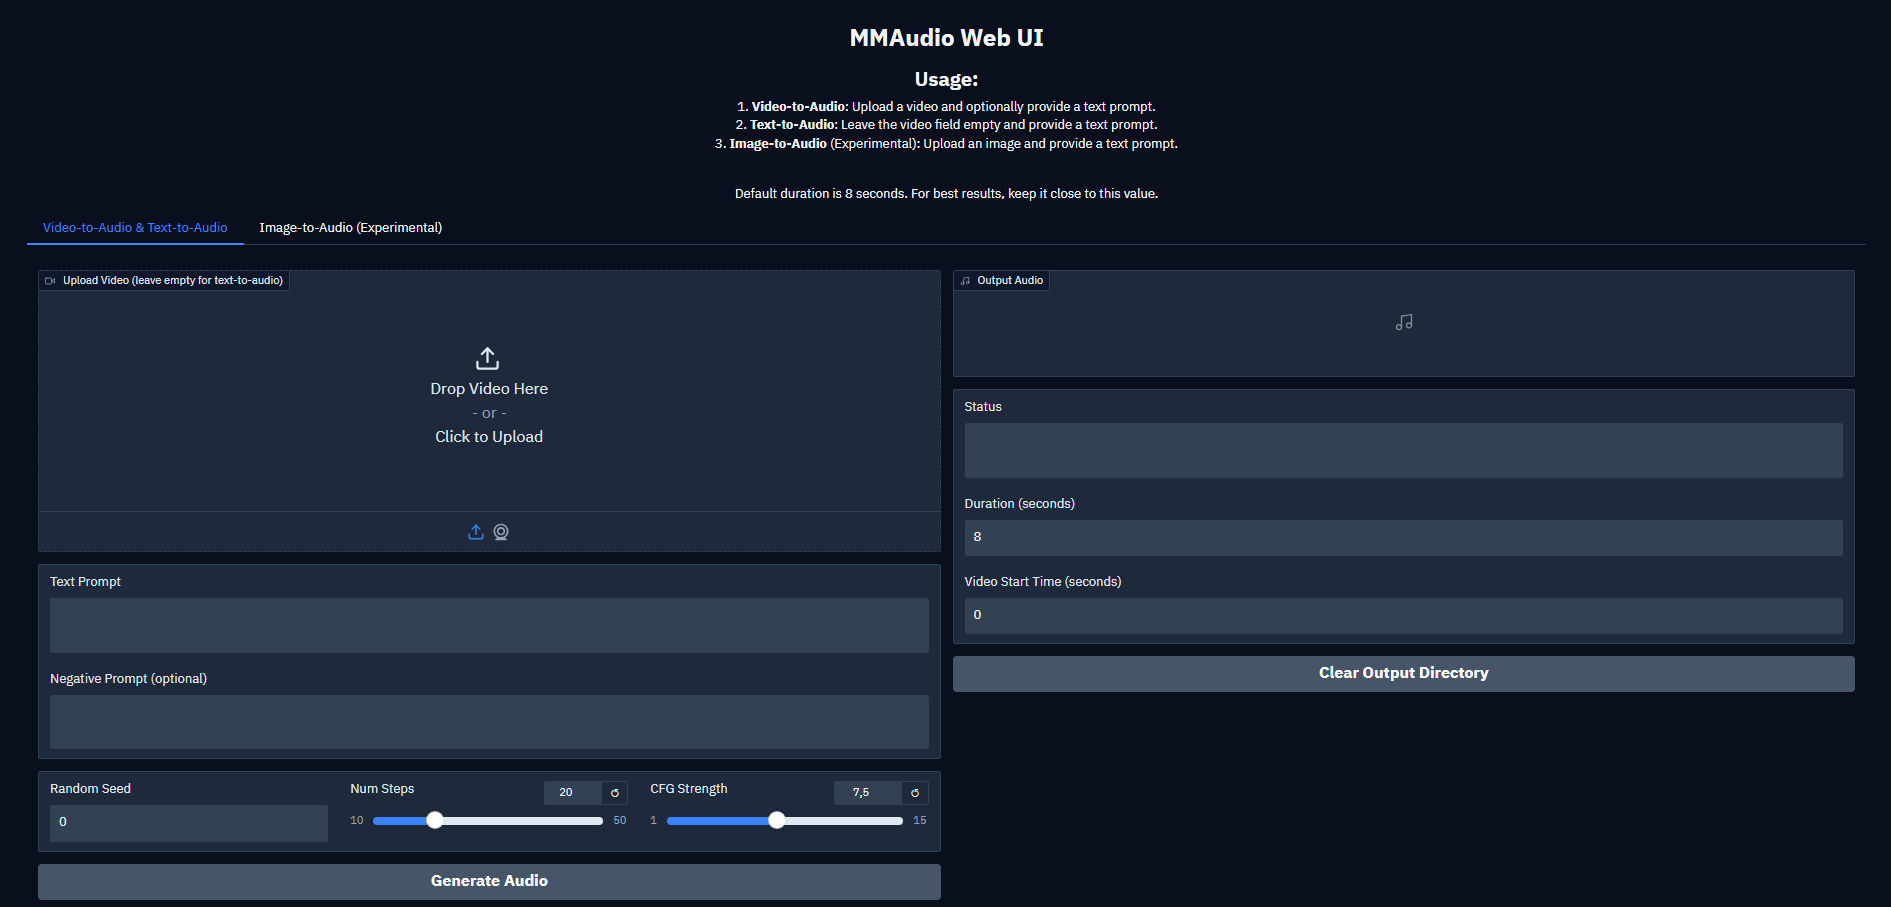 MMAudio Web UI
Usage:
1. Video-to-Audio: Upload a video and optionally provide a text prompt.
2. Text-to-Audio: Leave the video field empty and provide a text prompt.
3. Image-to-Audio (Experimental): Upload an image and provide a text prompt.
Default duration is 8 seconds. For best results, keep it close to this value.
Video-to-Audio & Text-to-Audio
Image-to-Audio (Experimental)
Upload Video (leave empty for text-to-audio)
Drop Video Here
- or -
Click to Upload
Text Prompt
Negative Prompt (optional)
Random Seed
0
Num Steps
20
10
50
CFG Strength
7,5
1
15
Generate Audio
Output Audio
Status
Duration (seconds)
8
Video Start Time (seconds)
0
Clear Output Directory